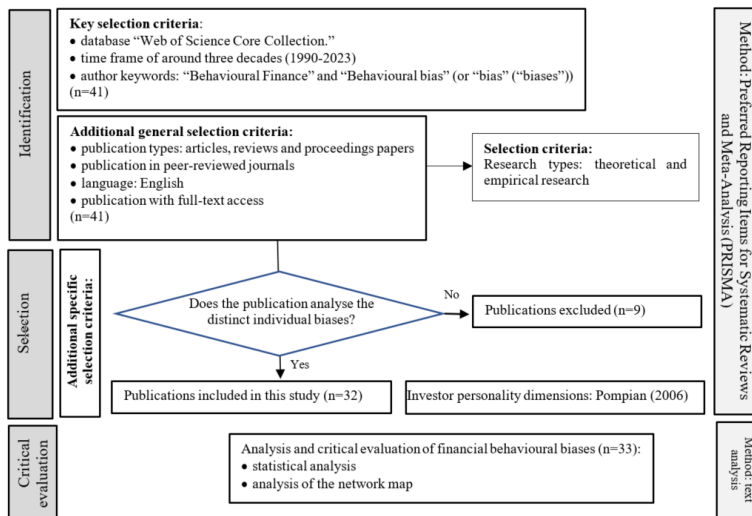 Identification
Key selection criteria:
• database “Web of Science Core Collection.”
• time frame of around three decades (1990-2023)
• author keywords: “Behavioural Finance” and “Behavioural bias” (or “bias” (“biases”))
(n=41)
Additional general selection criteria:
• publication types: articles, reviews and proceedings papers
• publication in peer-reviewed journals
• language: English
• publication with full-text access
(n=41)
Selection criteria:
Research types: theoretical and
empirical research
Method: Preferred Reporting Items for Systematic Reviews
and Meta-Analysis (PRISMA)
Selection
Additional specific
selection criteria:
Does the publication analyse the
distinct individual biases?
No
Publications excluded (n=9)
Yes
Publications included in this study (n=32)
Investor personality dimensions: Pompian (2006)
Critical
evaluation
Analysis and critical evaluation of financial behavioural biases (n=33):
• statistical analysis
• analysis of the network map
Method: text
analysis